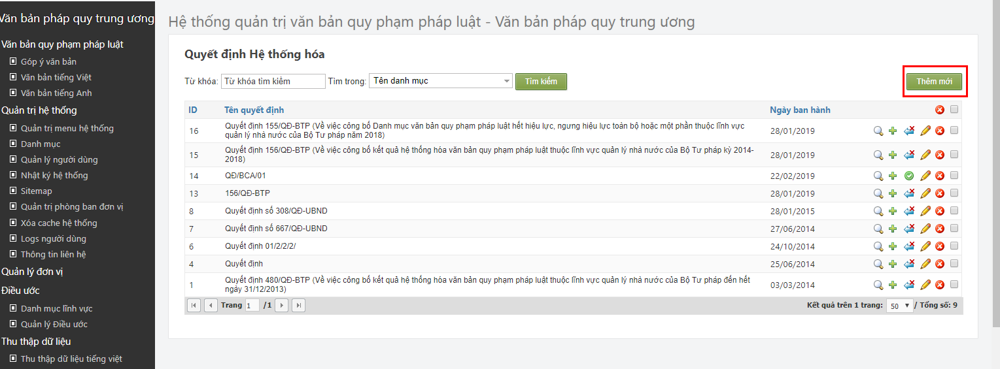 Văn bản pháp quy trung ương
Văn bản quy phạm pháp luật
Góp ý văn bản
Văn bản tiếng Việt
Văn bản tiếng Anh
Quản trị hệ thống
Quản trị menu hệ thống
Danh mục
Quản lý người dùng
Nhật ký hệ thống
Sitemap
Quản trị phòng ban đơn vị
Xóa cache hệ thống
Logs người dùng
Thông tin liên hệ
Quản lý đơn vị
Điều ước
Danh mục lĩnh vực
Quản lý Điều ước
Thu thập dữ liệu
Thu thập dữ liệu tiếng việt
Hệ thống quản trị văn bản quy phạm pháp luật - Văn bản pháp quy trung ương
Quyết định Hệ thống hóa
Từ khóa: Từ khóa tìm kiếm Tìm trong: Tên danh mục Tìm kiếm Thêm mới
ID Tên quyết định Ngày ban hành
16 Quyết định 155/QĐ-BTP (Về việc công bố Danh mục văn bản quy phạm pháp luật hết hiệu lực, ngưng hiệu lực toàn bộ hoặc một phần thuộc lĩnh vực
quản lý nhà nước của Bộ Tư pháp năm 2018) 28/01/2019
15 Quyết định 156/QĐ-BTP (Về việc công bố kết quả hệ thống hóa văn bản quy phạm pháp luật thuộc lĩnh vực quản lý nhà nước của Bộ Tư pháp kỳ 2014-
2018) 28/01/2019
14 QĐ/BCA/01 22/02/2019
13 156/QĐ-BTP 28/01/2019
8 Quyết định số 308/QĐ-UBND 28/01/2015
7 Quyết định số 667/QĐ-UBND 27/06/2014
6 Quyết định 01/2/2/2/ 24/10/2014
4 Quyết định 25/06/2014
1 Quyết định 480/QĐ-BTP (Về việc công bố kết quả hệ thống hóa văn bản quy phạm pháp luật thuộc lĩnh vực quản lý nhà nước của Bộ Tư pháp đến hết
ngày 31/12/2013) 03/03/2014
Trang 1 /1 Kết quả trên 1 trang: 50 / Tổng số: 9